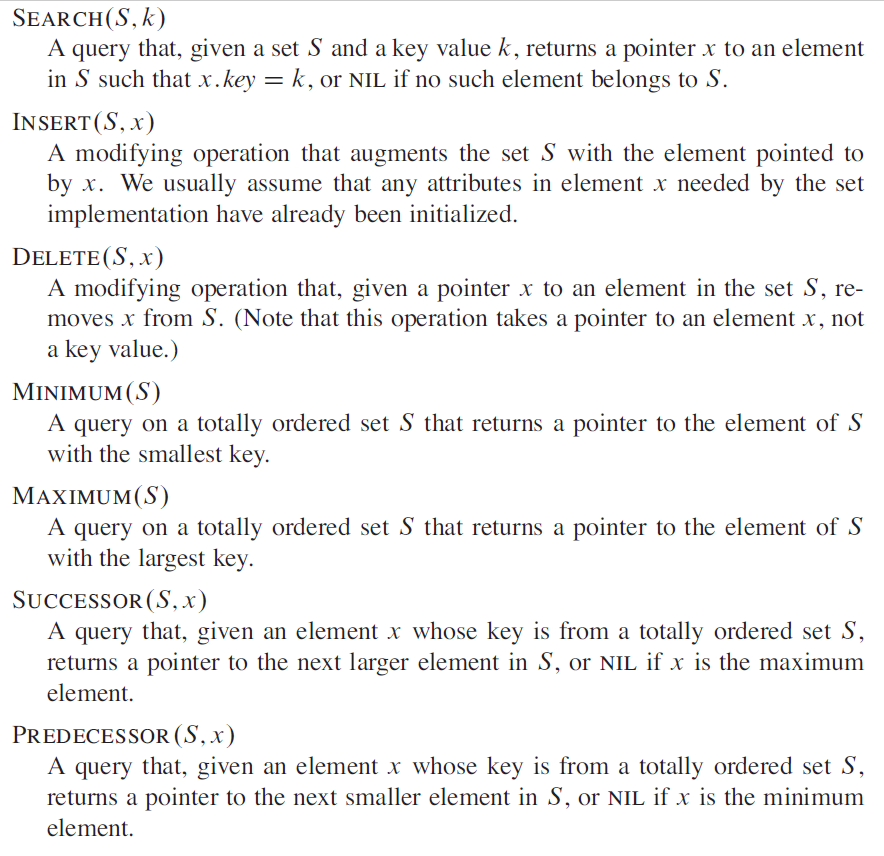 SEARCH(S, k)
A query that, given a set S and a key value k, returns a pointer x to an element
in S such that x.key = k, or NIL if no such element belongs to S.
INSERT(S, x)
A modifying operation that augments the set S with the element pointed to
by x. We usually assume that any attributes in element x needed by the set
implementation have already been initialized.
DELETE(S, x)
A modifying operation that, given a pointer x to an element in the set S, re-
moves x from S. (Note that this operation takes a pointer to an element x, not
a key value.)
MINIMUM(S)
A query on a totally ordered set S that returns a pointer to the element of S
with the smallest key.
MAXIMUM(S)
A query on a totally ordered set S that returns a pointer to the element of S
with the largest key.
SUCCESSOR(S, x)
A query that, given an element x whose key is from a totally ordered set S,
returns a pointer to the next larger element in S, or NIL if x is the maximum
element.
PREDECESSOR(S, x)
A query that, given an element x whose key is from a totally ordered set S,
returns a pointer to the next smaller element in S, or NIL if x is the minimum
element.